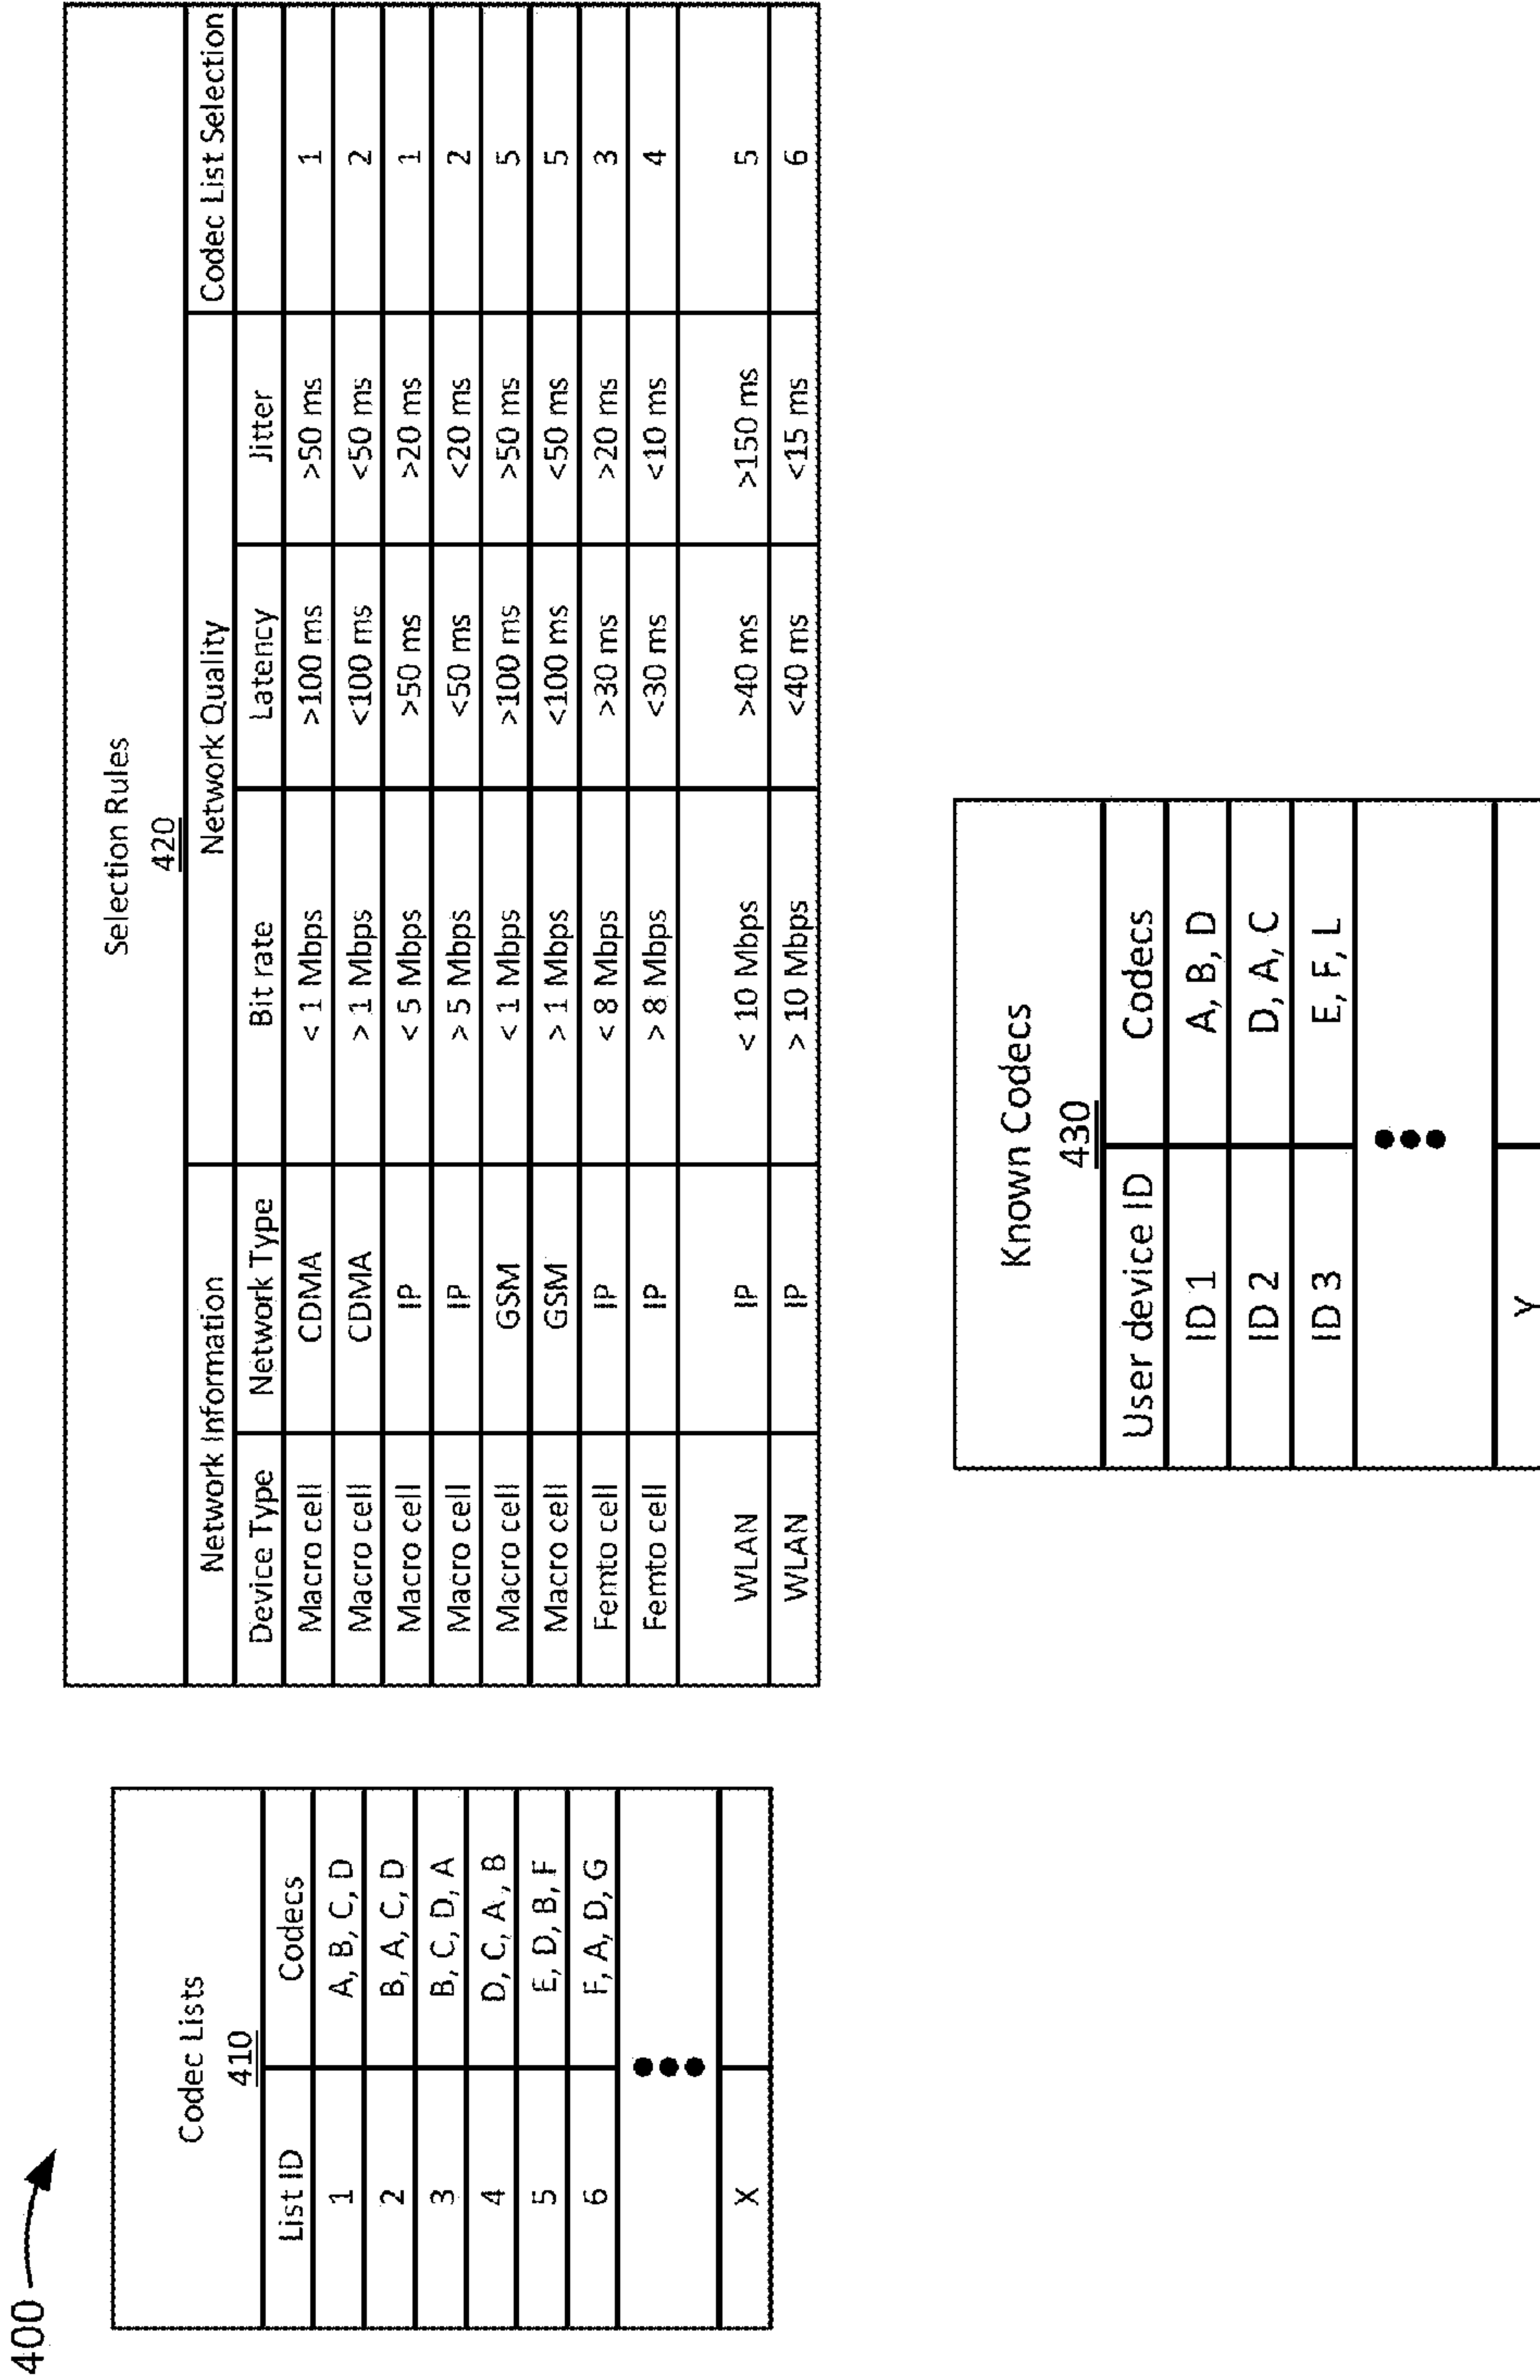 400
Codec Lists
410
List ID Codecs
1 A, B, C, D
2 B, A, C, D
3 B, C, D, A
4 D, C, A, B
5 E, D, B, F
6 F, A, D, G
X
Selection Rules
420
Network Information Network Quality Codec List Selection
Device Type Network Type Bit rate Latency Jitter
Macro cell CDMA < 1 Mbps >100 ms >50 ms 1
Macro cell CDMA > 1 Mbps <100 ms <50 ms 2
Macro cell IP < 5 Mbps >50 ms >20 ms 1
Macro cell IP > 5 Mbps <50 ms <20 ms 2
Macro cell GSM < 1 Mbps >100 ms >50 ms 5
Macro cell GSM > 1 Mbps <100 ms <50 ms 5
Femto cell IP < 8 Mbps >30 ms >20 ms 3
Femto cell IP > 8 Mbps <30 ms <10 ms 4
WLAN IP < 10 Mbps >40 ms >150 ms 5
WLAN IP > 10 Mbps <40 ms <15 ms 6
Known Codecs
430
User device ID Codecs
ID 1 A, B, D
ID 2 D, A, C
ID 3 E, F, L
Y